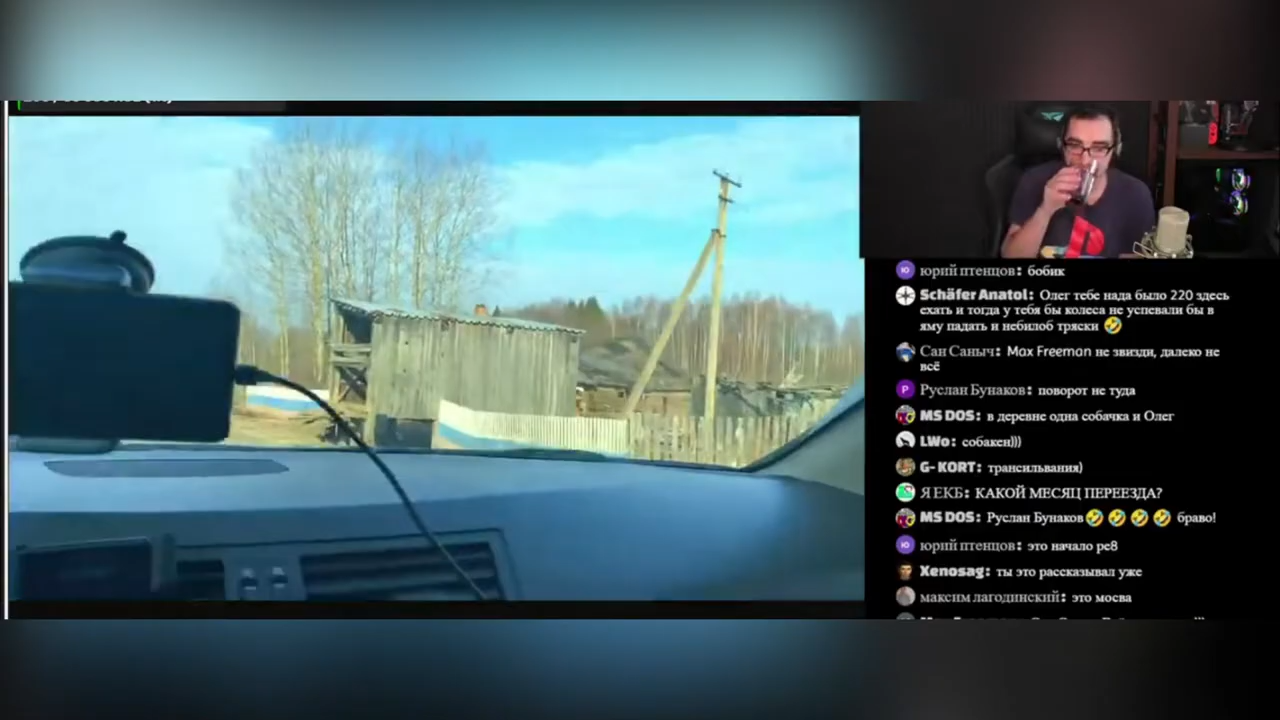 юрий птенцов: бобик
Schäfer Anatol: Олег тебе нада было 220 здесь
ехать и тогда у тебя бы колеса не успевали бы в
яму падать и небилоб тряски 🤣
Сан Саныч: Max Freeman не звизди, далеко не
всё
Руслан Бунаков: поворот не туда
MS DOS: в деревне одна собачка и Олег
LWo: собакен)))
G- KORT: трансильвания)
Я ЕКБ: КАКОЙ МЕСЯЦ ПЕРЕЕЗДА?
MS DOS: Руслан Бунаков🤣🤣🤣🤣 браво!
юрий птенцов: это начало ре8
Xenosag: ты это рассказывал уже
максим лагодинский: это мосва